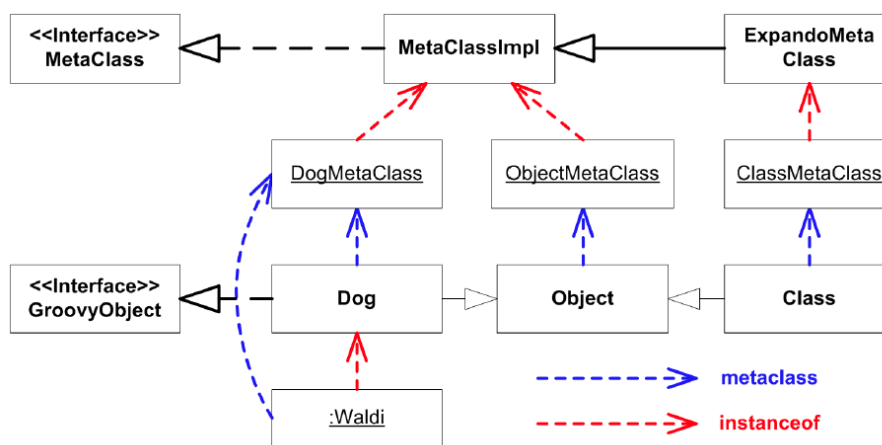 <<Interface>>
MetaClass
MetaClassImpl
ExpandoMeta
Class
DogMetaClass
ObjectMetaClass
ClassMetaClass
<<Interface>>
GroovyObject
Dog
Object
Class
:Waldi
metaclass
instanceof